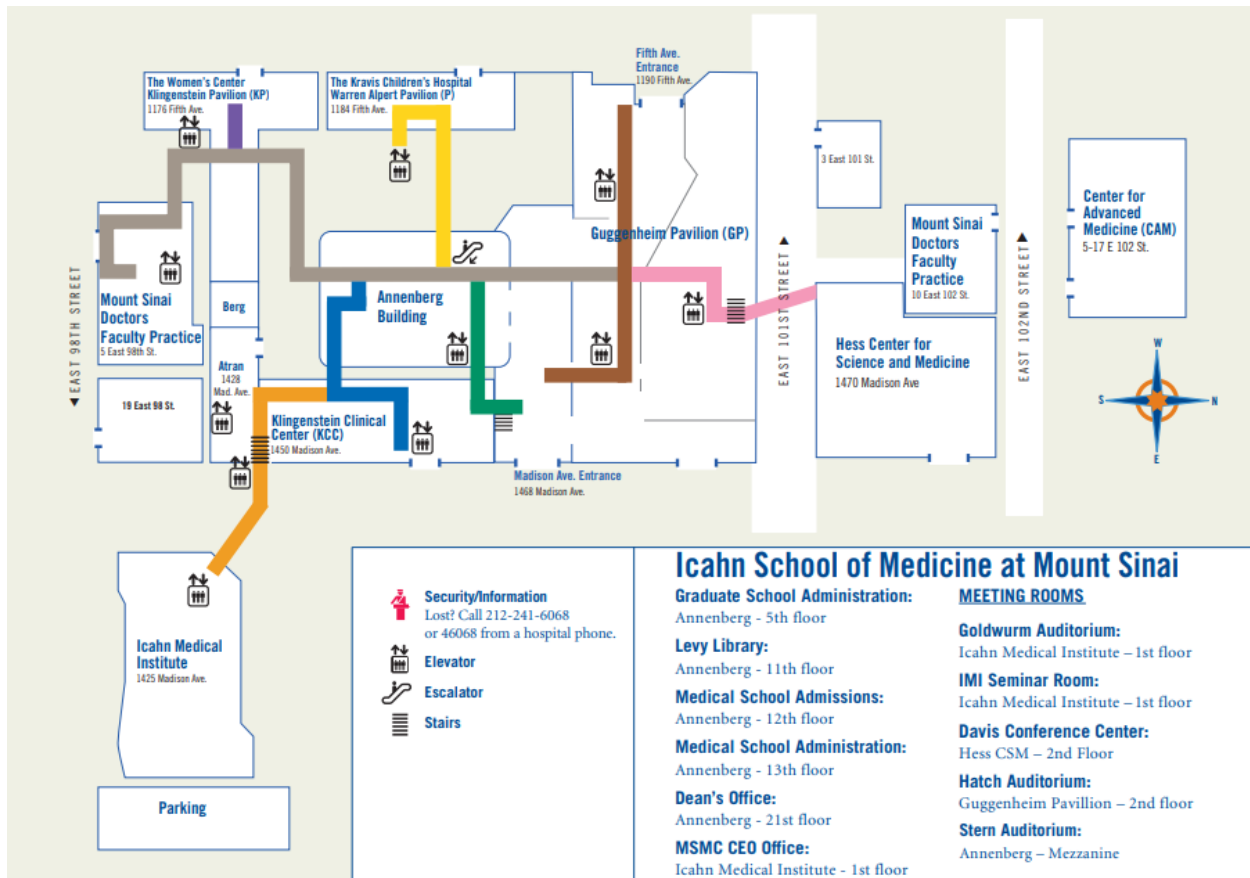 The Women's Center
Klingenstein Pavilion (KP)
1176 Fifth Ave.
The Kravis Children's Hospital
Warren Alpert Pavilion (P)
1184 Fifth Ave.
Fifth Ave.
Entrance
1190 Fifth Ave.
3 East 101 St.
Center for
Advanced
Medicine (CAM)
5-17 E 102 St.
Mount Sinai
Doctors
Faculty
Practice
10 East 102 St.
Guggenheim Pavilion (GP)
EAST 98TH STREET
EAST 101ST STREET
EAST 102ND STREET
Mount Sinai
Doctors
Faculty Practice
5 East 98th St.
Berg
Annenberg
Building
Atran
1428
Mad. Ave.
Hess Center for
Science and Medicine
1470 Madison Ave
19 East 98 St.
Klingenstein Clinical
Center (KCC)
1450 Madison Ave.
W
S
N
E
Madison Ave. Entrance
1468 Madison Ave.
Icahn Medical
Institute
1425 Madison Ave.
Parking
Security/Information
Lost? Call 212-241-6068
or 46068 from a hospital phone.
Elevator
Escalator
Stairs
Icahn School of Medicine at Mount Sinai
Graduate School Administration:
Annenberg - 5th floor
Levy Library:
Annenberg - 11th floor
Medical School Admissions:
Annenberg - 12th floor
Medical School Administration:
Annenberg - 13th floor
Dean's Office:
Annenberg - 21st floor
MSMC CEO Office:
Icahn Medical Institute - 1st floor
MEETING ROOMS
Goldwurm Auditorium:
Icahn Medical Institute – 1st floor
IMI Seminar Room:
Icahn Medical Institute – 1st floor
Davis Conference Center:
Hess CSM – 2nd Floor
Hatch Auditorium:
Guggenheim Pavillion – 2nd floor
Stern Auditorium:
Annenberg – Mezzanine